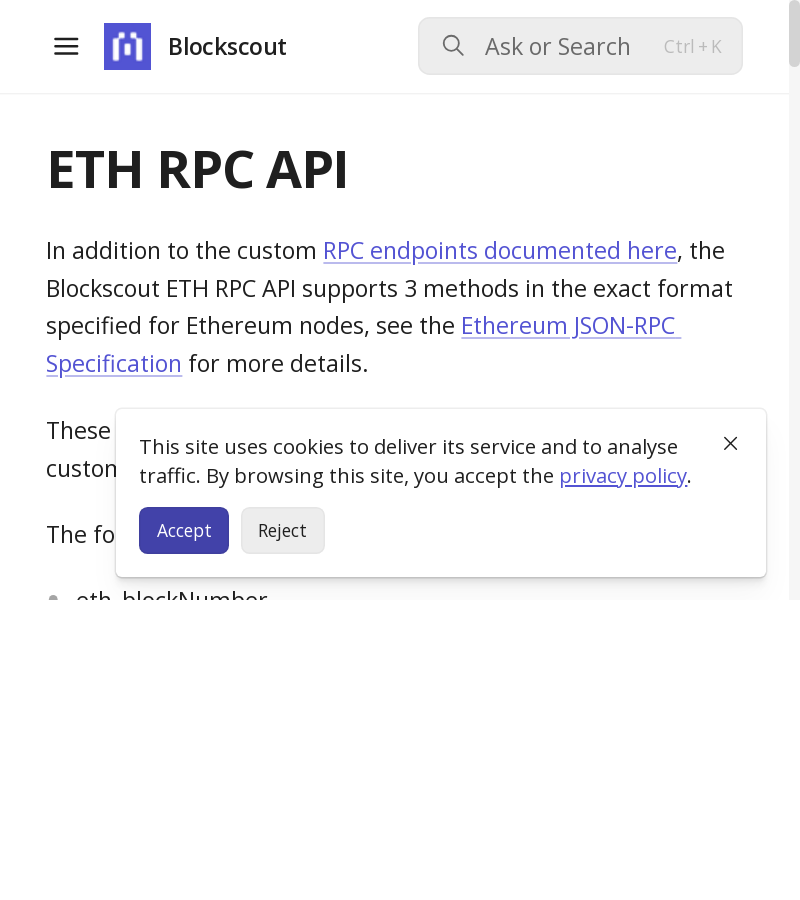 Blockscout
Ask or Search
Ctrl + K
ETH RPC API
In addition to the custom RPC endpoints documented here, the
Blockscout ETH RPC API supports 3 methods in the exact format
specified for Ethereum nodes, see the Ethereum JSON-RPC
Specification for more details.
These
custom
The fo
This site uses cookies to deliver its service and to analyse
traffic. By browsing this site, you accept the privacy policy.
Accept
Reject
eth_blockNumber